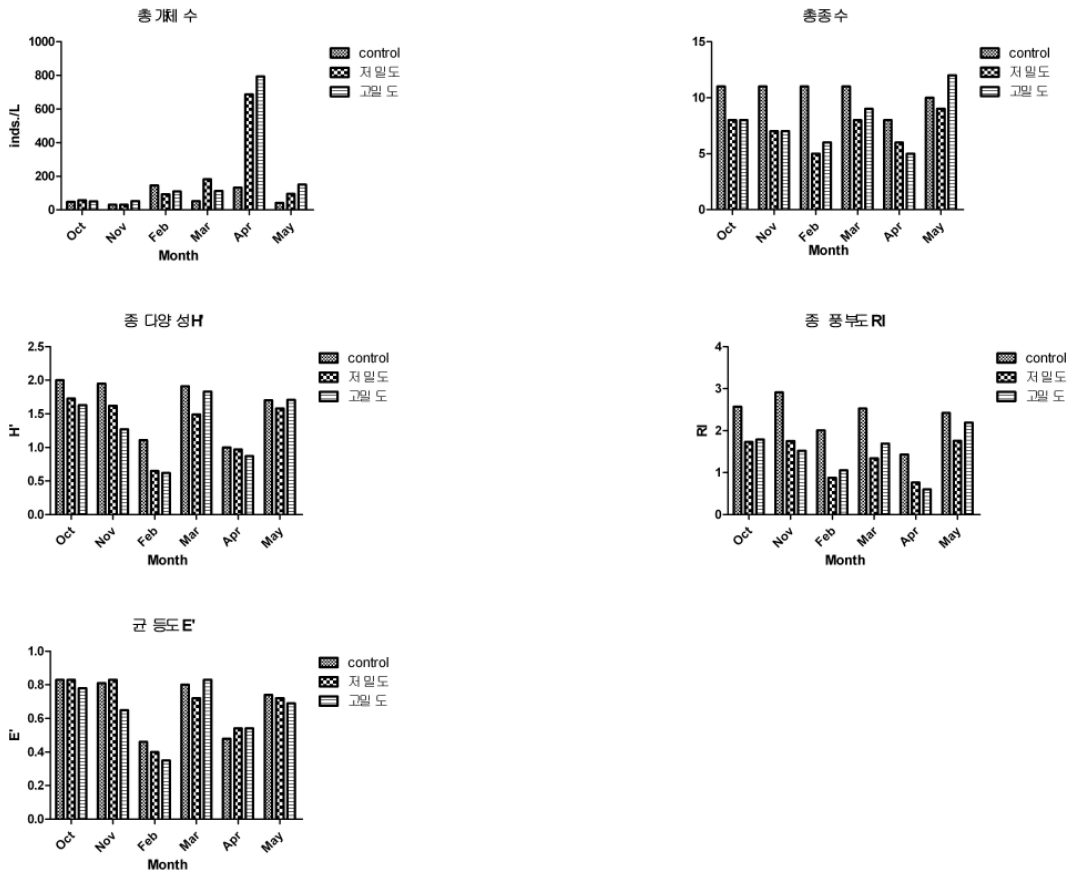 총개체 수
1000
800
600
400
200
0
inds./L
Oct
Nov
Feb
Mar
Apr
May
Month
control
저밀도
고밀 도
총종수
15
10
5
0
Oct
Nov
Feb
Mar
Apr
May
Month
control
저밀도
고밀 도
종 다양 성H'
2.5
2.0
1.5
1.0
0.5
0.0
H'
Oct
Nov
Feb
Mar
Apr
May
Month
control
저밀도
고밀 도
종 풍부도 RI
4
3
2
1
0
RI
Oct
Nov
Feb
Mar
Apr
May
Month
control
저밀도
고밀 도
균 등도 E'
1.0
0.8
0.6
0.4
0.2
0.0
E'
Oct
Nov
Feb
Mar
Apr
May
Month
control
저밀도
고밀 도